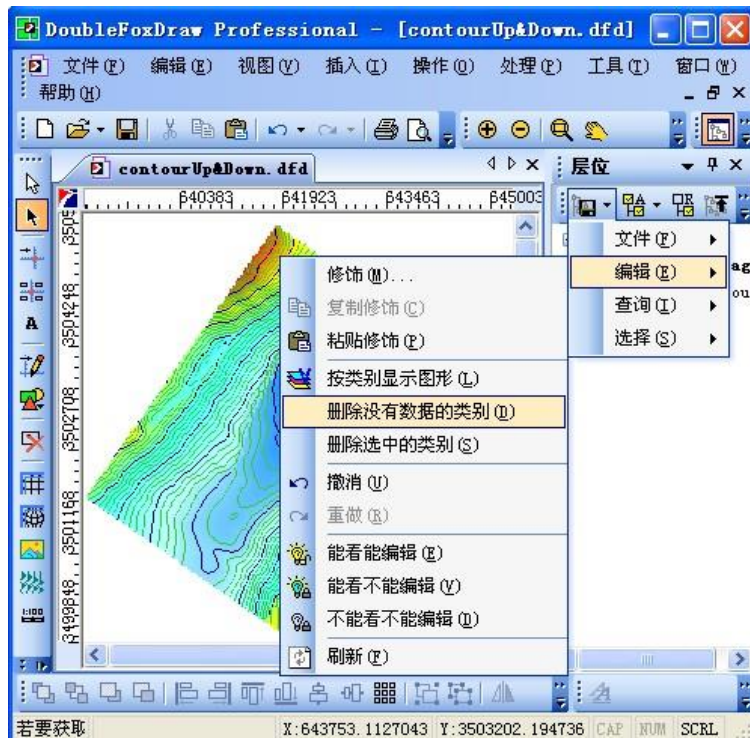 DoubleFoxDraw Professional - [contourUp&Down.dfd]
文件(F) 编辑(E) 视图(V) 插入(I) 操作(O) 处理(P) 工具(T) 窗口(W)
帮助(H)
contourUp&Down.dfd
层位
640383 641923 643463 645003
3505
3504248
3502708
3501168
3499848
文件(F)
编辑(E)
查询(I)
选择(S)
修饰(M)...
复制修饰(C)
粘贴修饰(P)
按类别显示图形(L)
删除没有数据的类别(D)
删除选中的类别(S)
撤消(U)
重做(R)
能看能编辑(E)
能看不能编辑(V)
不能看不能编辑(D)
刷新(F)
A
1:100
若要获取 X:643753.1127043 Y:3503202.194736 CAP NUM SCRL